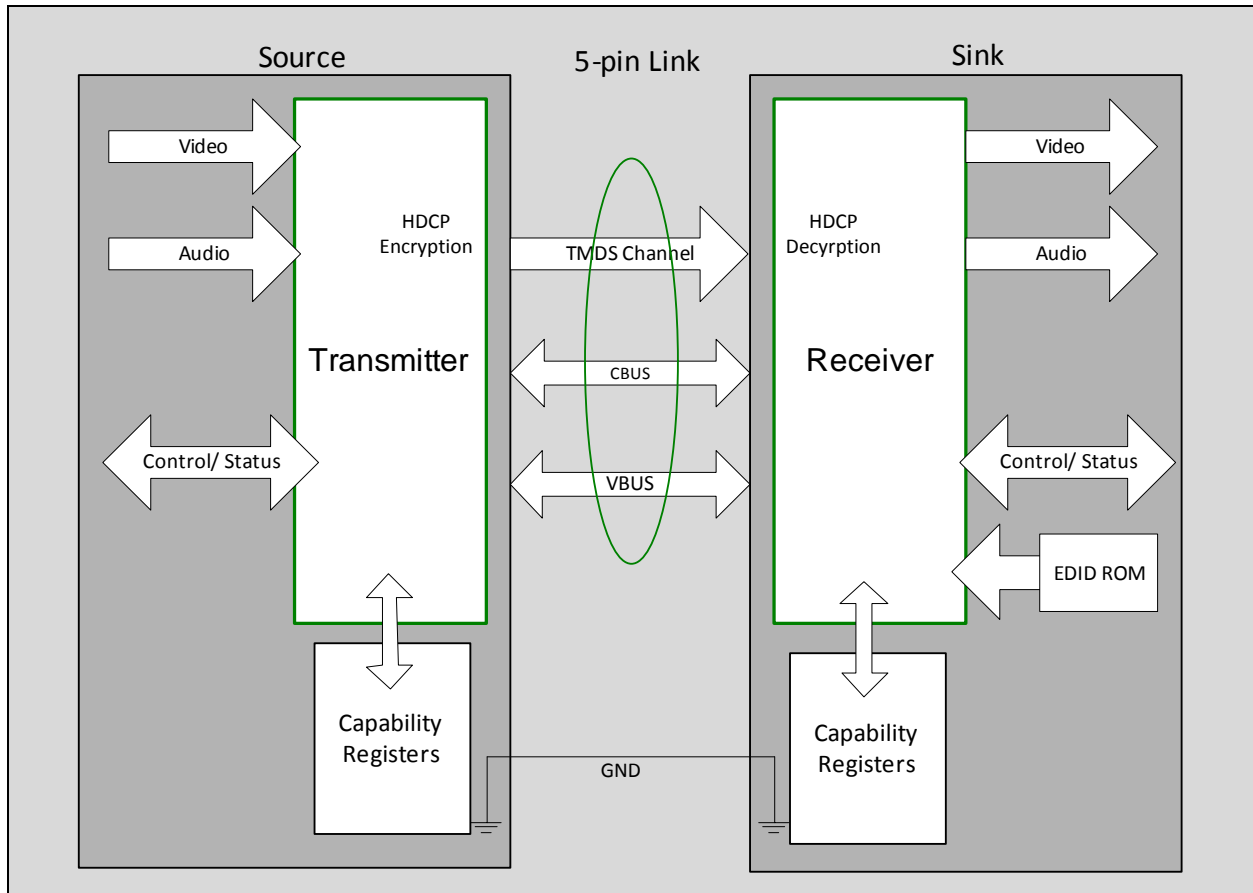 Source
5-pin Link
Sink
Video
Audio
HDCP
Encryption
Transmitter
Control/ Status
Capability
Registers
TMDS Channel
CBUS
VBUS
GND
HDCP
Decyrption
Receiver
Video
Audio
Control/ Status
EDID ROM
Capability
Registers